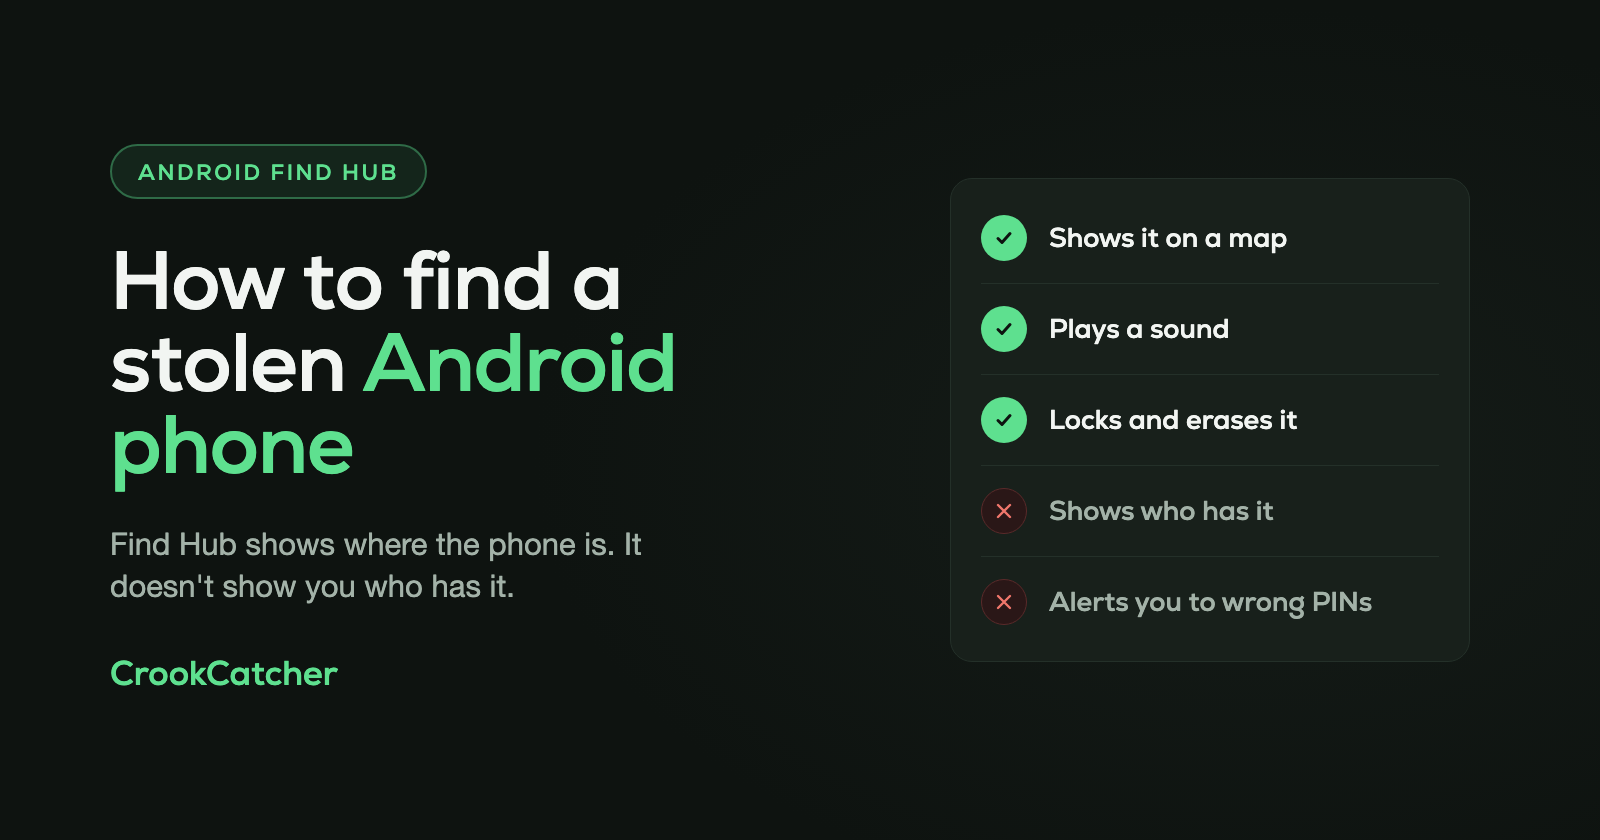 ANDROID FIND HUB
How to find a
stolen Android
phone
Find Hub shows where the phone is. It
doesn't show you who has it.
CrookCatcher
Shows it on a map
Plays a sound
Locks and erases it
Shows who has it
Alerts you to wrong PINs